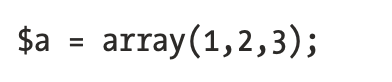 $a = array(1,2,3);